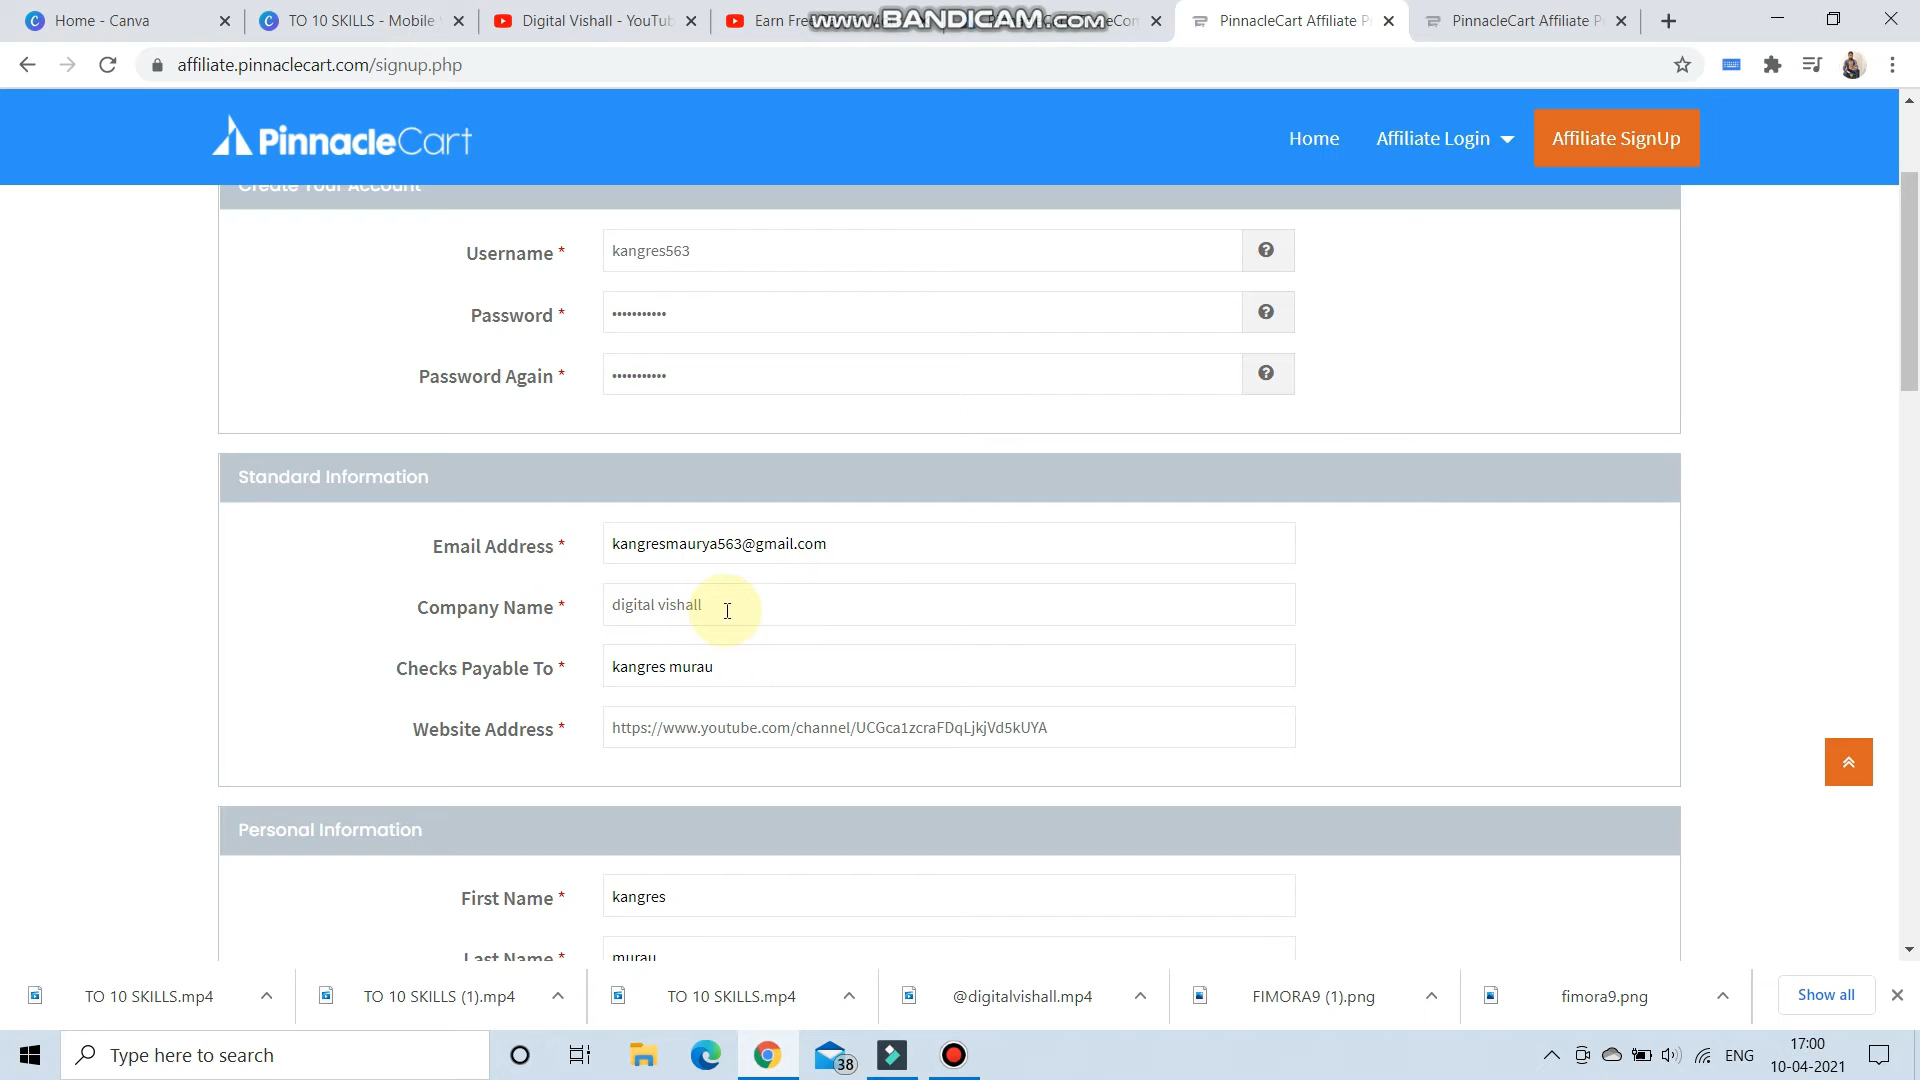 Home - Canva
TO 10 SKILLS - Mobile
Digital Vishall - YouTub
Earn Fre
www.BANDICAM.com
PinnacleCart Affiliate P
PinnacleCart Affiliate P
affiliate.pinnaclecart.com/signup.php
PinnacleCart
Home
Affiliate Login
Affiliate SignUp
Create Your Account
Username *
kangres563
Password *
•••••••••••
Password Again *
•••••••••••
Standard Information
Email Address *
kangresmaurya563@gmail.com
Company Name *
digital vishall
Checks Payable To *
kangres murau
Website Address *
https://www.youtube.com/channel/UCGca1zcraFDqLjkjVd5kUYA
Personal Information
First Name *
kangres
Last Name *
murau
TO 10 SKILLS.mp4
TO 10 SKILLS (1).mp4
TO 10 SKILLS.mp4
@digitalvishall.mp4
FIMORA9 (1).png
fimora9.png
Show all
Type here to search
38
ENG
17:00
10-04-2021